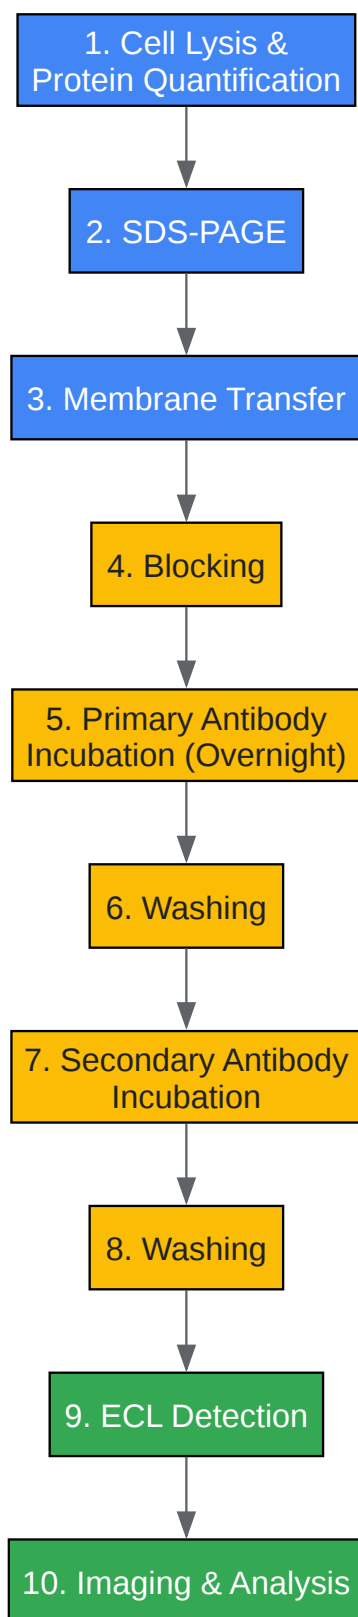 1. Cell Lysis &
Protein Quantification
2. SDS-PAGE
3. Membrane Transfer
4. Blocking
5. Primary Antibody
Incubation (Overnight)
6. Washing
7. Secondary Antibody
Incubation
8. Washing
9. ECL Detection
10. Imaging & Analysis